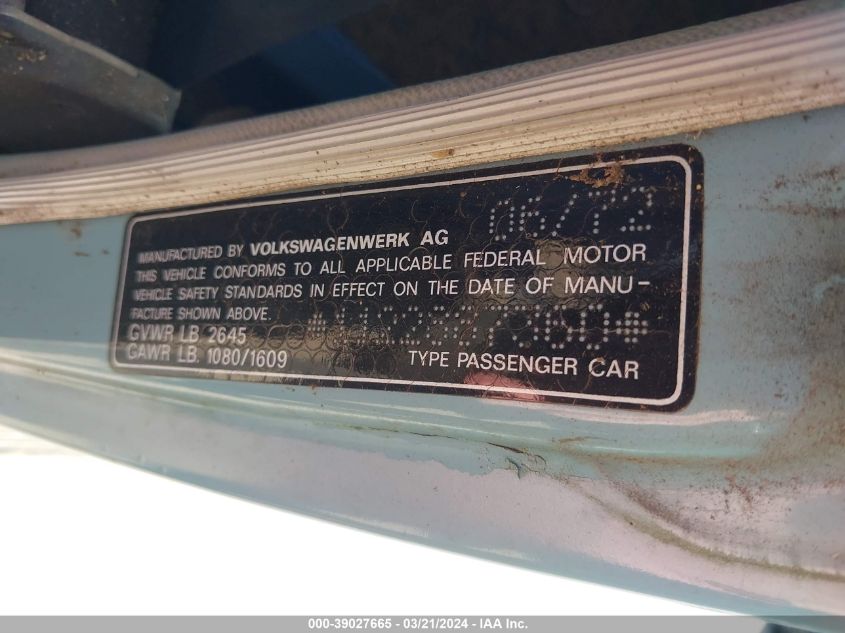 MANUFACTURED BY VOLKSWAGENWERK AG 06/72
THIS VEHICLE CONFORMS TO ALL APPLICABLE FEDERAL MOTOR
VEHICLE SAFETY STANDARDS IN EFFECT ON THE DATE OF MANU-
FACTURE SHOWN ABOVE.
GVWR LB 2645
GAWR LB. 1080/1609 TYPE PASSENGER CAR
000-39027665 - 03/21/2024 - IAA Inc.